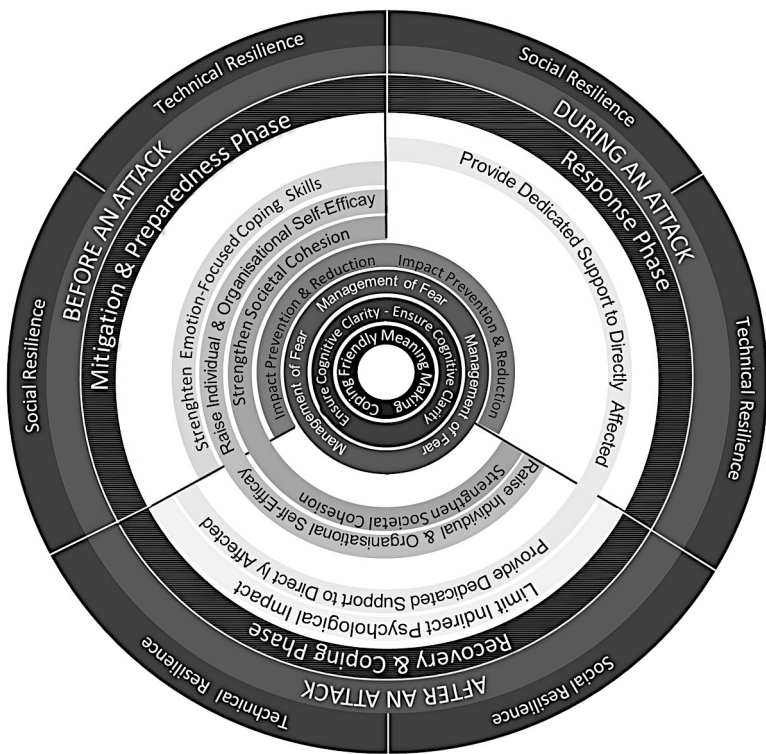 Technical Resilience
Social Resilience
BEFORE AN ATTACK
Mitigation & Preparedness Phase
Strenghten Emotion-Focused Coping Skills
Raise Individual & Organisational Self-Efficay
Strengthen Societal Cohesion
Social Resilience
Technical Resilience
DURING AN ATTACK
Response Phase
Provide Dedicated Support to Directly Affected
Social Resilience
Technical Resilience
AFTER AN ATTACK
Recovery & Coping Phase
Limit Indirect Psychological Impact
Provide Dedicated Support to Direct ly Affected
Raise Individual & Organisational Self-Efficay
Strengthen Societal Cohesion
Impact Prevention & Reduction
Impact Prevention & Reduction
Management of Fear
Management of Fear
Management of Fear
Ensure Cognitive Clarity - Ensure Cognitive Clarity
Coping Friendly Meaning Making